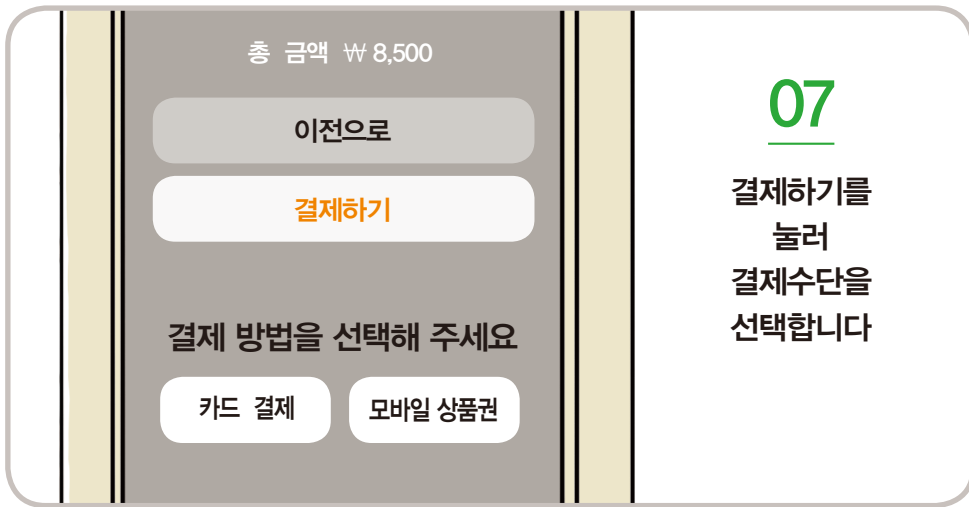 총 금액 ₩ 8,500
이전으로
결제하기
결제 방법을 선택해 주세요
카드 결제
모바일 상품권
07
결제하기를
눌러
결제수단을
선택합니다